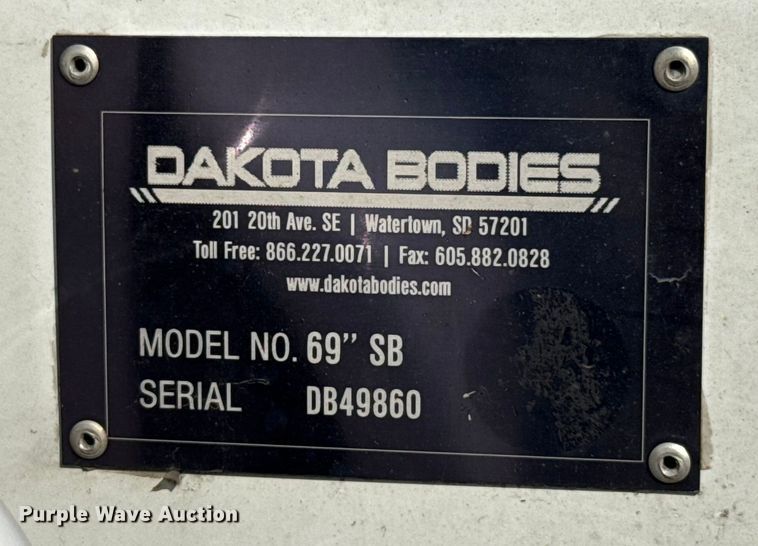 DAKOTA BODIES
201 20th Ave. SE | Watertown, SD 57201
Toll Free: 866.227.0071 | Fax: 605.882.0828
www.dakotabodies.com
MODEL NO. 69" SB
SERIAL DB49860
Purple Wave Auction